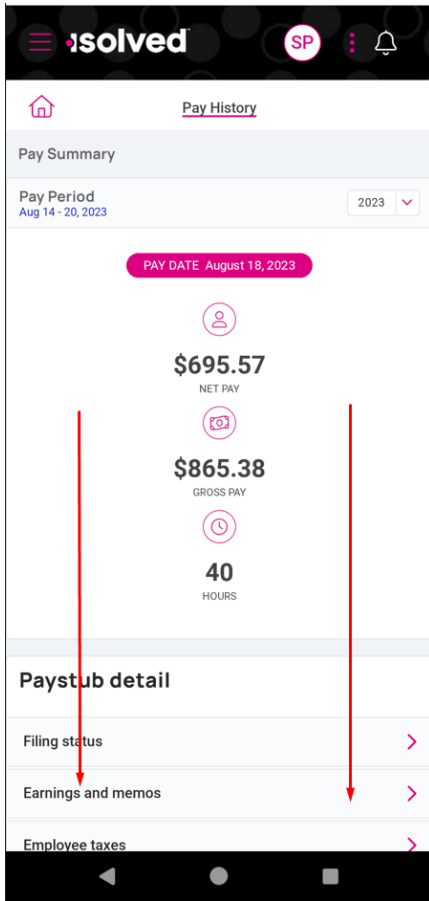 isolved
SP
Pay History
Pay Summary
Pay Period
Aug 14 - 20, 2023
2023
PAY DATE August 18, 2023
$695.57
NET PAY
$865.38
GROSS PAY
40
HOURS
Paystub detail
Filing status
Earnings and memos
Employee taxes